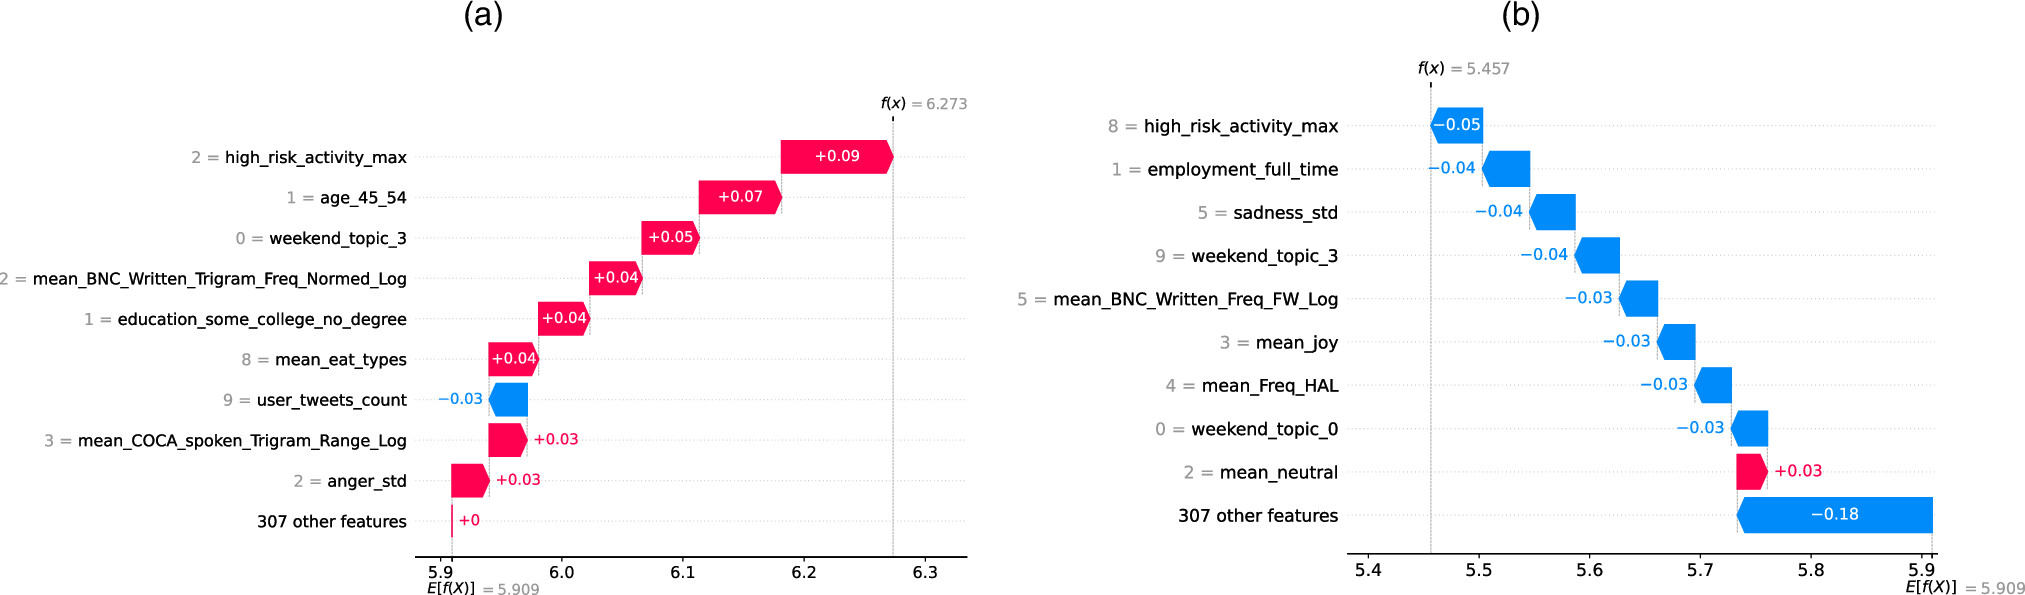 (a)
f(x) = 6.273
2 = high_risk_activity_max
+0.09
1 = age_45_54
+0.07
0 = weekend_topic_3
+0.05
2 = mean_BNC_Written_Trigram_Freq_Normed_Log
+0.04
1 = education_some_college_no_degree
+0.04
8 = mean_eat_types
+0.04
9 = user_tweets_count
−0.03
3 = mean_COCA_spoken_Trigram_Range_Log
+0.03
2 = anger_std
+0.03
307 other features
+0
5.9 6.0 6.1 6.2 6.3
E[f(X)] = 5.909
(b)
f(x) = 5.457
8 = high_risk_activity_max
−0.05
1 = employment_full_time
−0.04
5 = sadness_std
−0.04
9 = weekend_topic_3
−0.04
5 = mean_BNC_Written_Freq_FW_Log
−0.03
3 = mean_joy
−0.03
4 = mean_Freq_HAL
−0.03
0 = weekend_topic_0
−0.03
2 = mean_neutral
+0.03
307 other features
−0.18
5.4 5.5 5.6 5.7 5.8 5.9
E[f(X)] = 5.909